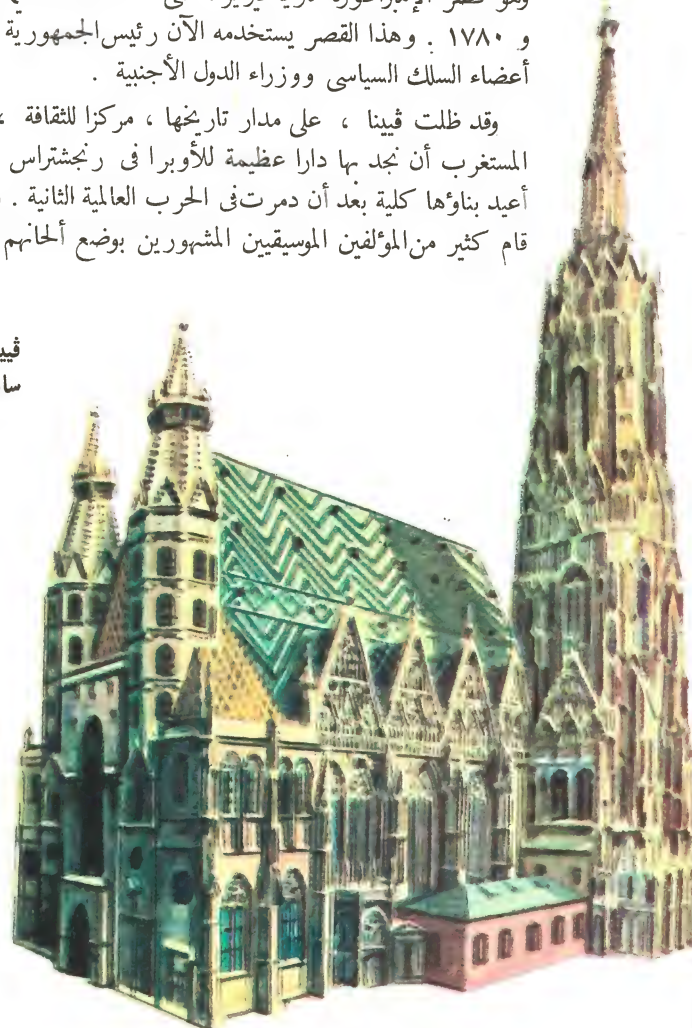 و ١٧٨٠ . وهذا القصر يستخدمه الآن رئيس الجمهورية
أعضاء السلك السياسى ووزراء الدول الأجنبية .
وقد ظلت ڤيينا ، على مدار تاريخها ، مركزا للثقافة ،
المستغرب أن نجد بها دارا عظيمة للأوبرا فى رنجشتراس
أعيد بناؤها كلية بعد أن دمرت فى الحرب العالمية الثانية .
قام كثير من المؤلفين الموسيقيين المشهورين بوضع ألحانهم